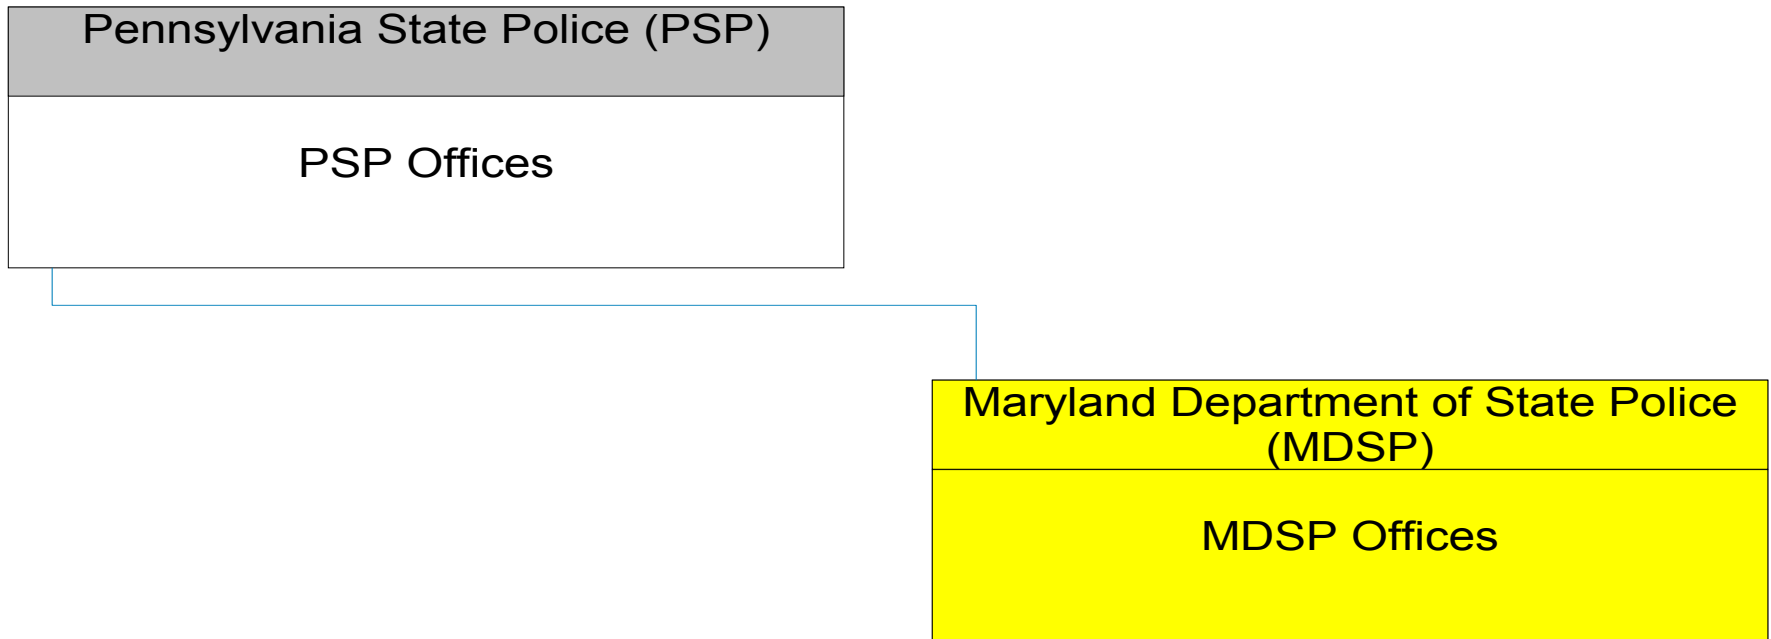 Pennsylvania State Police (PSP)
PSP Offices
Maryland Department of State Police
(MDSP)
MDSP Offices